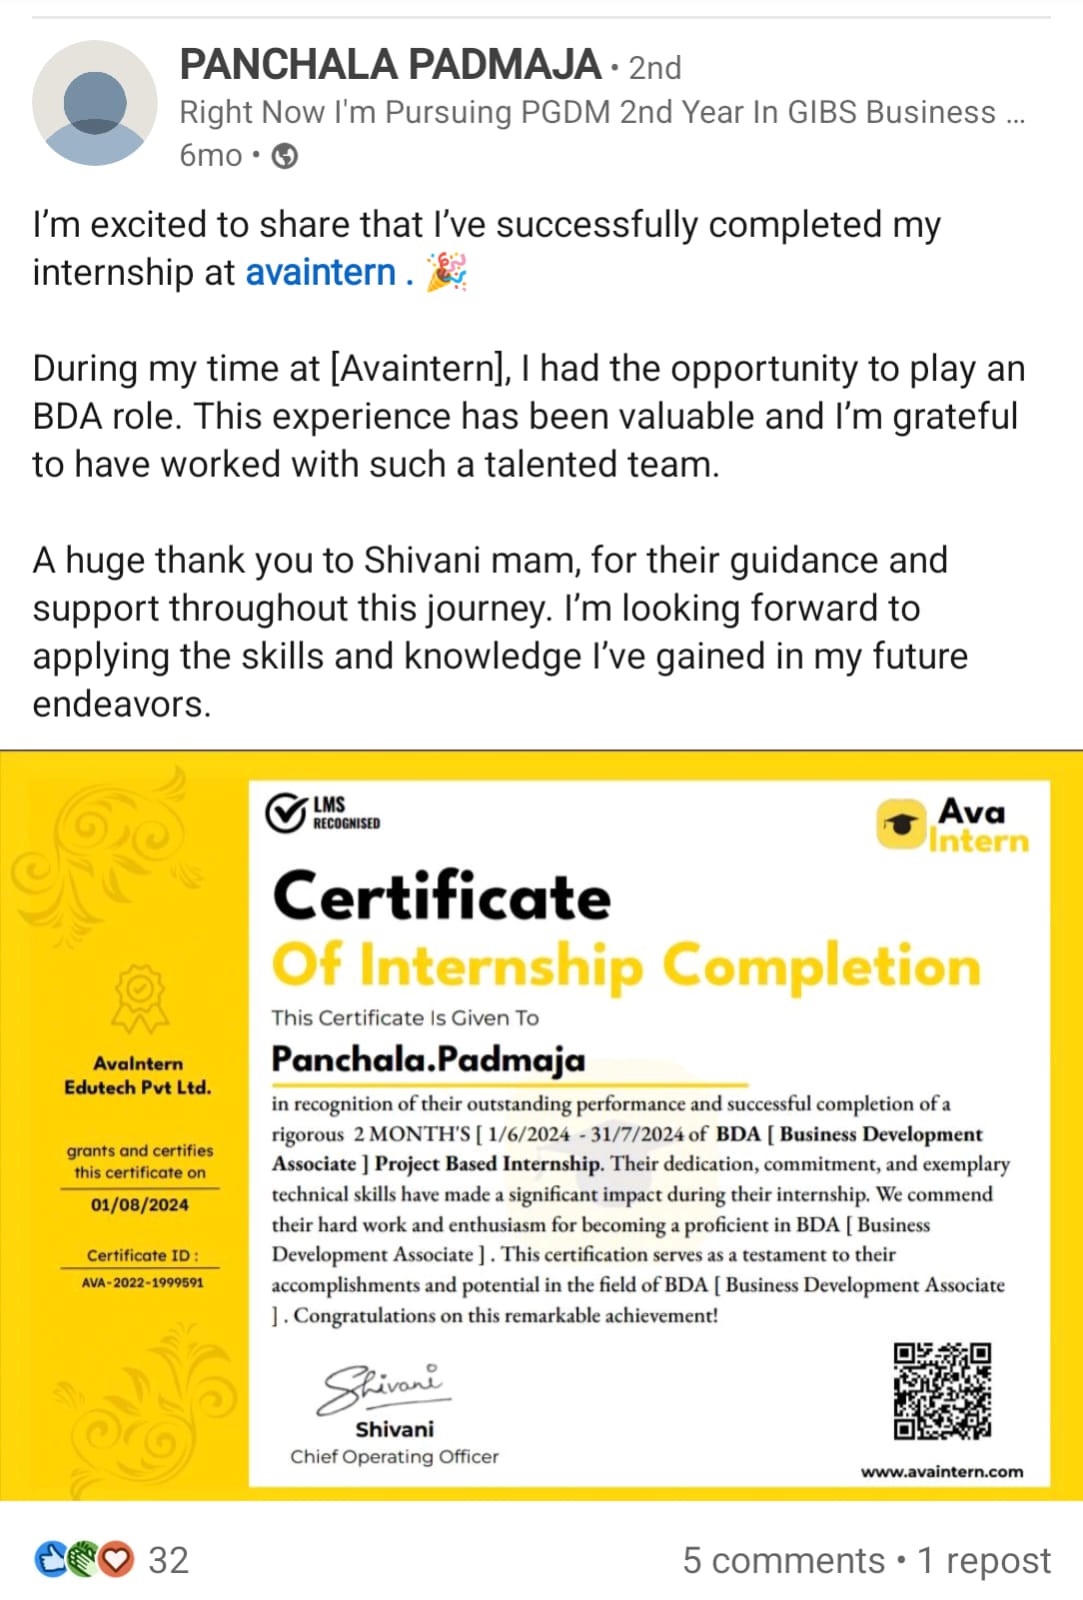 PANCHALA PADMAJA • 2nd
Right Now I'm Pursuing PGDM 2nd Year In GIBS Business ...
6mo •
I’m excited to share that I’ve successfully completed my
internship at avaintern . 🎉
During my time at [Avaintern], I had the opportunity to play an
BDA role. This experience has been valuable and I’m grateful
to have worked with such a talented team.
A huge thank you to Shivani mam, for their guidance and
support throughout this journey. I’m looking forward to
applying the skills and knowledge I’ve gained in my future
endeavors.
LMS
RECOGNISED
Ava
Intern
Certificate
Of Internship Completion
This Certificate Is Given To
Panchala.Padmaja
in recognition of their outstanding performance and successful completion of a
rigorous 2 MONTH'S [ 1/6/2024 - 31/7/2024 of BDA [ Business Development
Associate ] Project Based Internship. Their dedication, commitment, and exemplary
technical skills have made a significant impact during their internship. We commend
their hard work and enthusiasm for becoming a proficient in BDA [ Business
Development Associate ] . This certification serves as a testament to their
accomplishments and potential in the field of BDA [ Business Development Associate
] . Congratulations on this remarkable achievement!
AvaIntern
Edutech Pvt Ltd.
grants and certifies
this certificate on
01/08/2024
Certificate ID :
AVA-2022-1999591
Shivani
Shivani
Chief Operating Officer
www.avaintern.com
32
5 comments • 1 repost